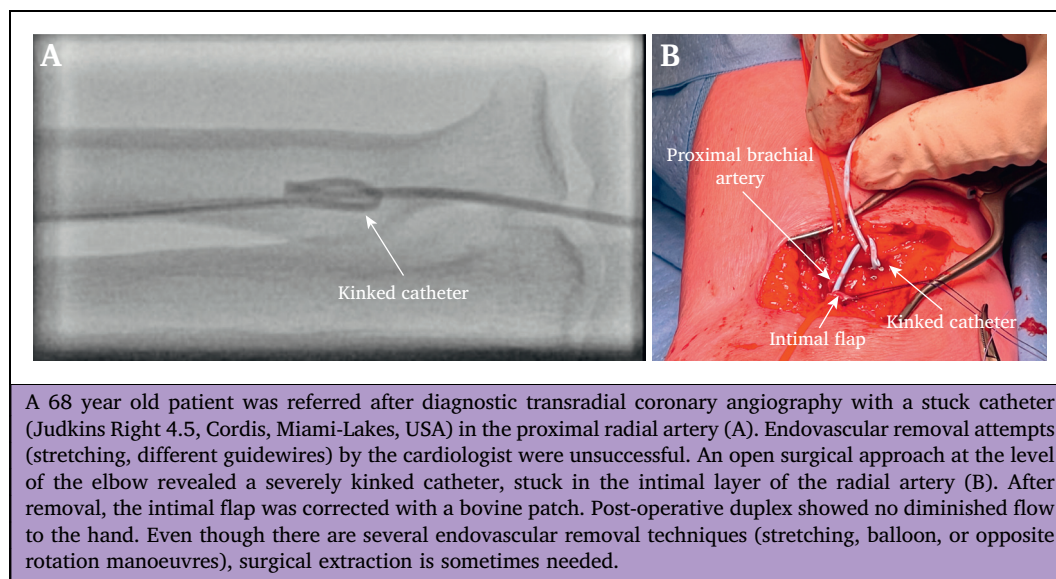 A
B
Proximal brachial
artery
Kinked catheter
Kinked catheter
Intimal flap
A 68 year old patient was referred after diagnostic transradial coronary angiography with a stuck catheter
(Judkins Right 4.5, Cordis, Miami-Lakes, USA) in the proximal radial artery (A). Endovascular removal attempts
(stretching, different guidewires) by the cardiologist were unsuccessful. An open surgical approach at the level
of the elbow revealed a severely kinked catheter, stuck in the intimal layer of the radial artery (B). After
removal, the intimal flap was corrected with a bovine patch. Post-operative duplex showed no diminished flow
to the hand. Even though there are several endovascular removal techniques (stretching, balloon, or opposite
rotation manoeuvres), surgical extraction is sometimes needed.